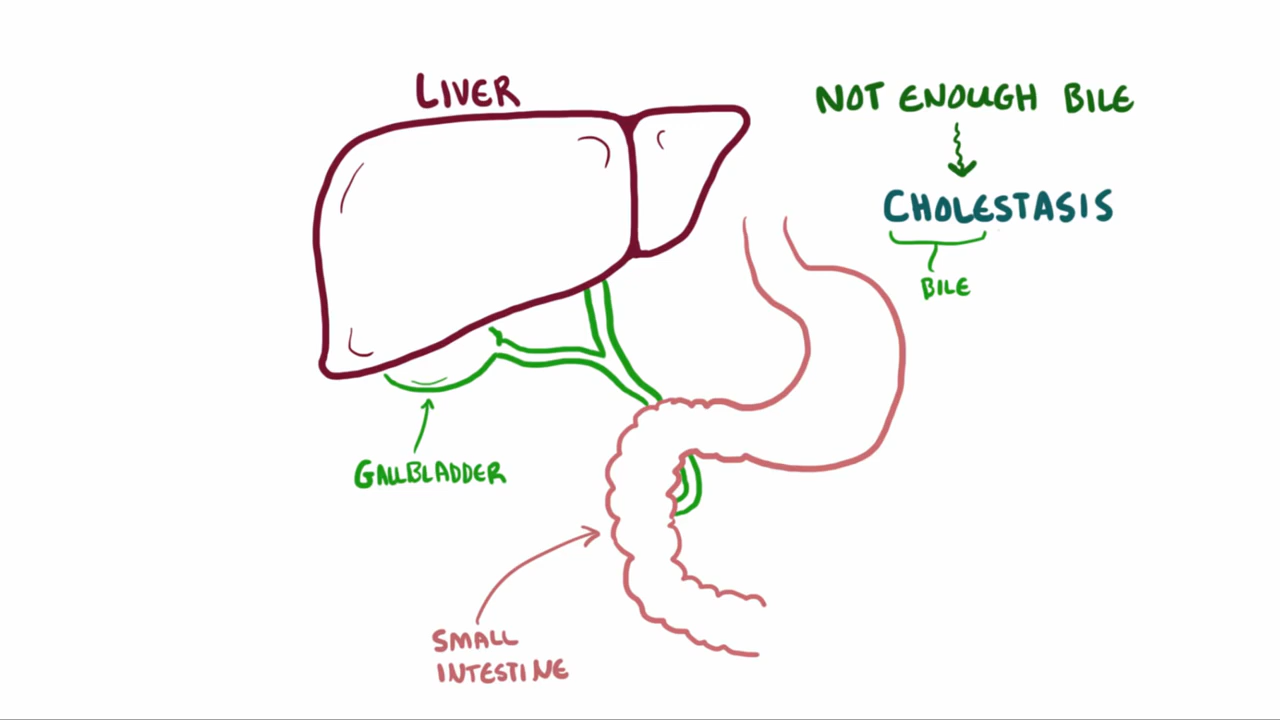 LIVER
NOT ENOUGH BILE
CHOLESTASIS
BILE
GALLBLADDER
SMALL
INTESTINE